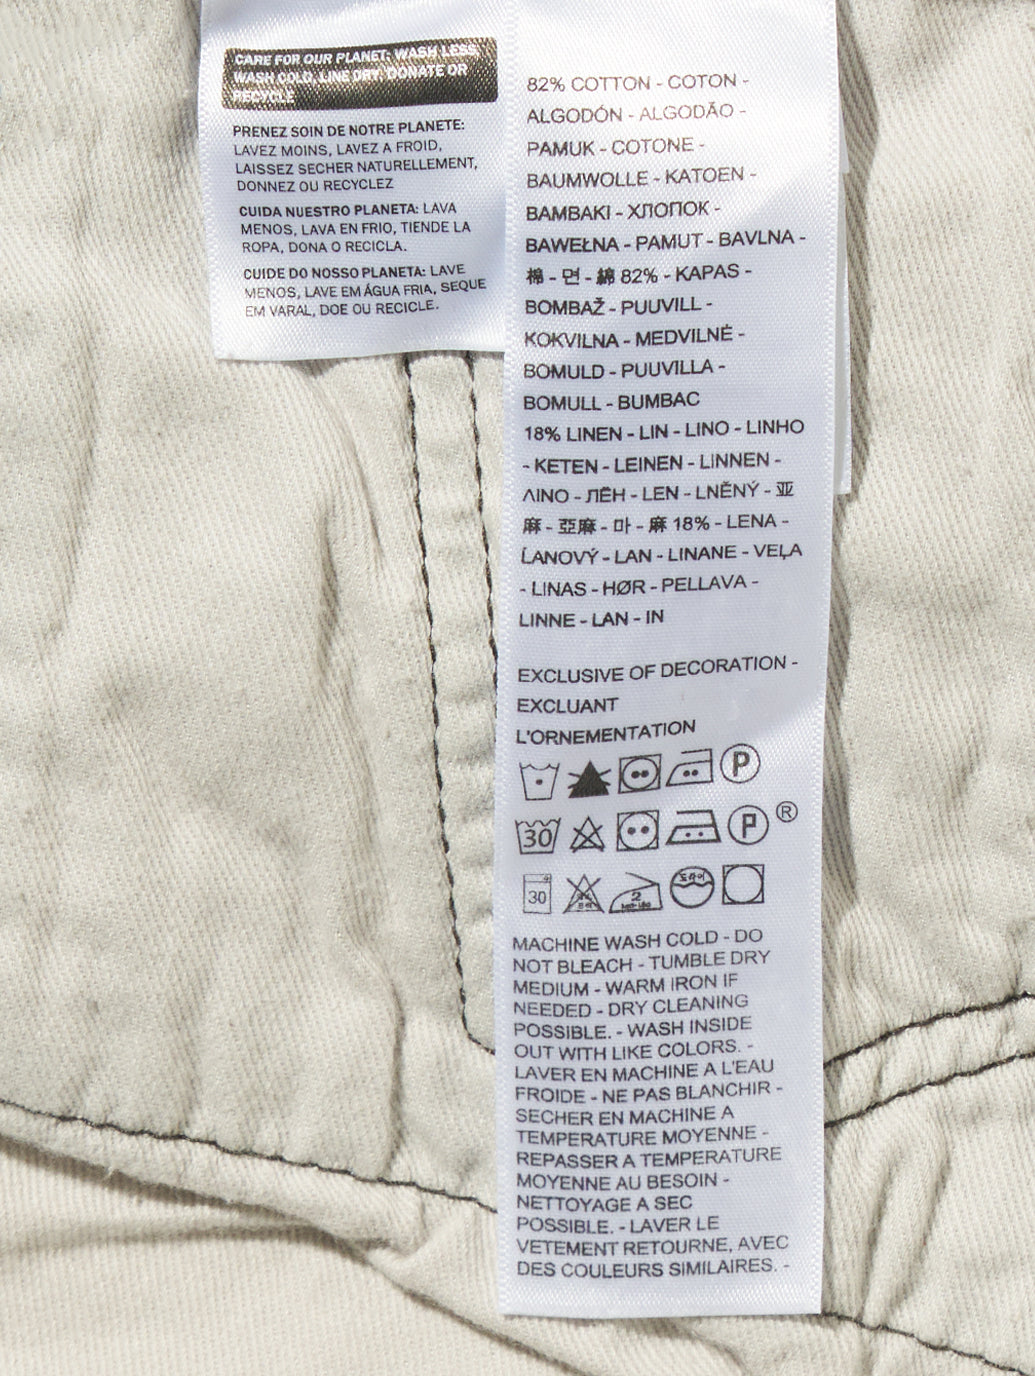 CARE FOR OUR PLANET: WASH LESS,
WASH COLD, LINE DRY, DONATE OR
RECYCLE
PRENEZ SOIN DE NOTRE PLANETE:
LAVEZ MOINS, LAVEZ A FROID,
LAISSEZ SECHER NATURELLEMENT,
DONNEZ OU RECYCLEZ
CUIDA NUESTRO PLANETA: LAVA
MENOS, LAVA EN FRIO, TIENDE LA
ROPA, DONA O RECICLA.
CUIDE DO NOSSO PLANETA: LAVE
MENOS, LAVE EM ÁGUA FRIA, SEQUE
EM VARAL, DOE OU RECICLE.
82% COTTON - COTON -
ALGODÓN - ALGODÃO -
PAMUK - COTONE -
BAUMWOLLE - KATOEN -
BAMBAKI - ХЛОПОК -
BAWEŁNA - PAMUT - BAVLNA -
棉 - 면 - 綿 82% - KAPAS -
BOMBAŽ - PUUVILL -
KOKVILNA - MEDVILNĖ -
BOMULD - PUUVILLA -
BOMULL - BUMBAC
18% LINEN - LIN - LINO - LINHO
- KETEN - LEINEN - LINNEN -
ΛINO - ЛЁН - LEN - LNĚNÝ - 亚
麻 - 亞麻 - 마 - 麻 18% - LENA -
ĽANOVÝ - LAN - LINANE - VEĻA
- LINAS - HØR - PELLAVA -
LINNE - LAN - IN
EXCLUSIVE OF DECORATION -
EXCLUANT
L'ORNEMENTATION
P
30 P ®
30 2 드라이
MACHINE WASH COLD - DO
NOT BLEACH - TUMBLE DRY
MEDIUM - WARM IRON IF
NEEDED - DRY CLEANING
POSSIBLE. - WASH INSIDE
OUT WITH LIKE COLORS. -
LAVER EN MACHINE A L'EAU
FROIDE - NE PAS BLANCHIR -
SECHER EN MACHINE A
TEMPERATURE MOYENNE -
REPASSER A TEMPERATURE
MOYENNE AU BESOIN -
NETTOYAGE A SEC
POSSIBLE. - LAVER LE
VETEMENT RETOURNE, AVEC
DES COULEURS SIMILAIRES. -